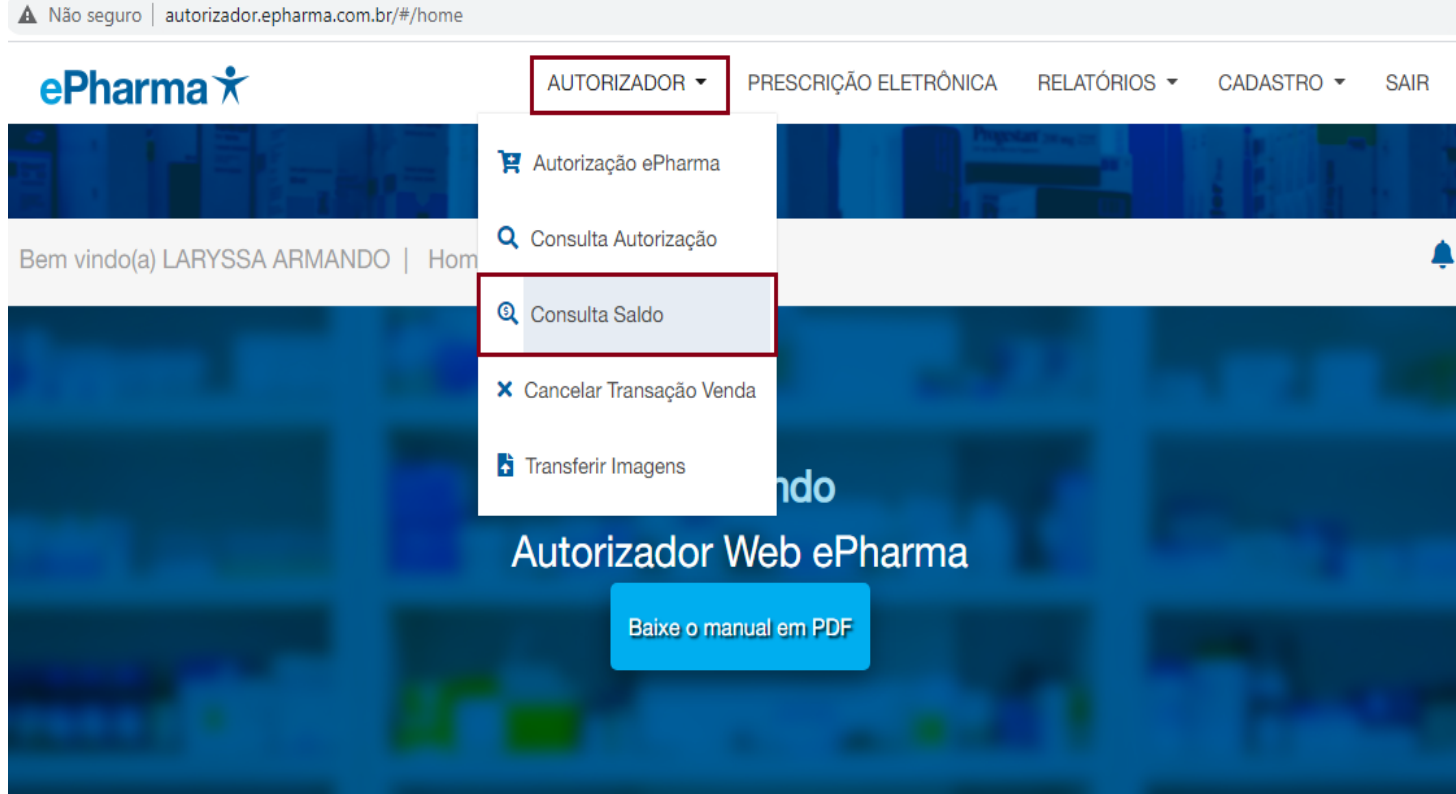 Não seguro | autorizador.epharma.com.br/#/home
ePharma AUTORIZADOR PRESCRIÇÃO ELETRÔNICA RELATÓRIOS CADASTRO SAIR
Autorização ePharma
Consulta Autorização
Bem vindo(a) LARYSSA ARMANDO | Hom
Consulta Saldo
Cancelar Transação Venda
Transferir Imagens
ndo
Autorizador Web ePharma
Baixe o manual em PDF